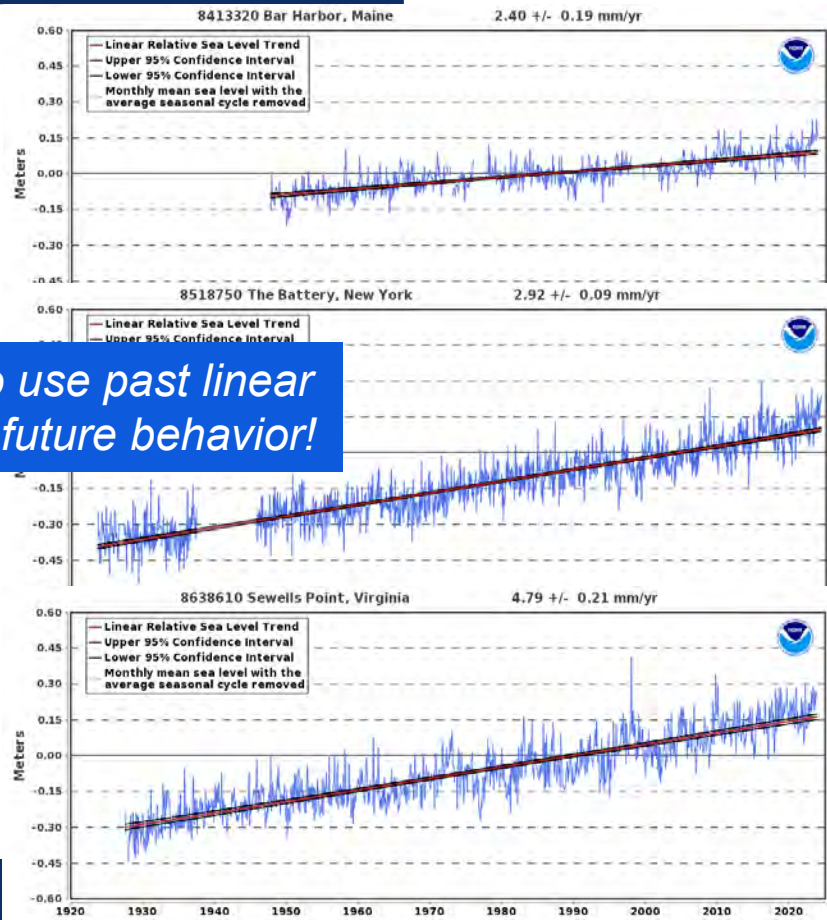 8413320 Bar Harbor, Maine 2.40 +/- 0.19 mm/yr
0.60
0.45
0.30
0.15
0.00
-0.15
-0.30
-0.45
Meters
Linear Relative Sea Level Trend
Upper 95% Confidence Interval
Lower 95% Confidence Interval
Monthly mean sea level with the
average seasonal cycle removed
8518750 The Battery, New York 2.92 +/- 0.09 mm/yr
0.60
Linear Relative Sea Level Trend
Upper 95% Confidence Interval
use past linear
future behavior!
-0.15
-0.30
-0.45
8638610 Sewells Point, Virginia 4.79 +/- 0.21 mm/yr
0.60
0.45
0.30
0.15
0.00
-0.15
-0.30
-0.45
-0.60
Meters
Linear Relative Sea Level Trend
Upper 95% Confidence Interval
Lower 95% Confidence Interval
Monthly mean sea level with the
average seasonal cycle removed
1920 1930 1940 1950 1960 1970 1980 1990 2000 2010 2020